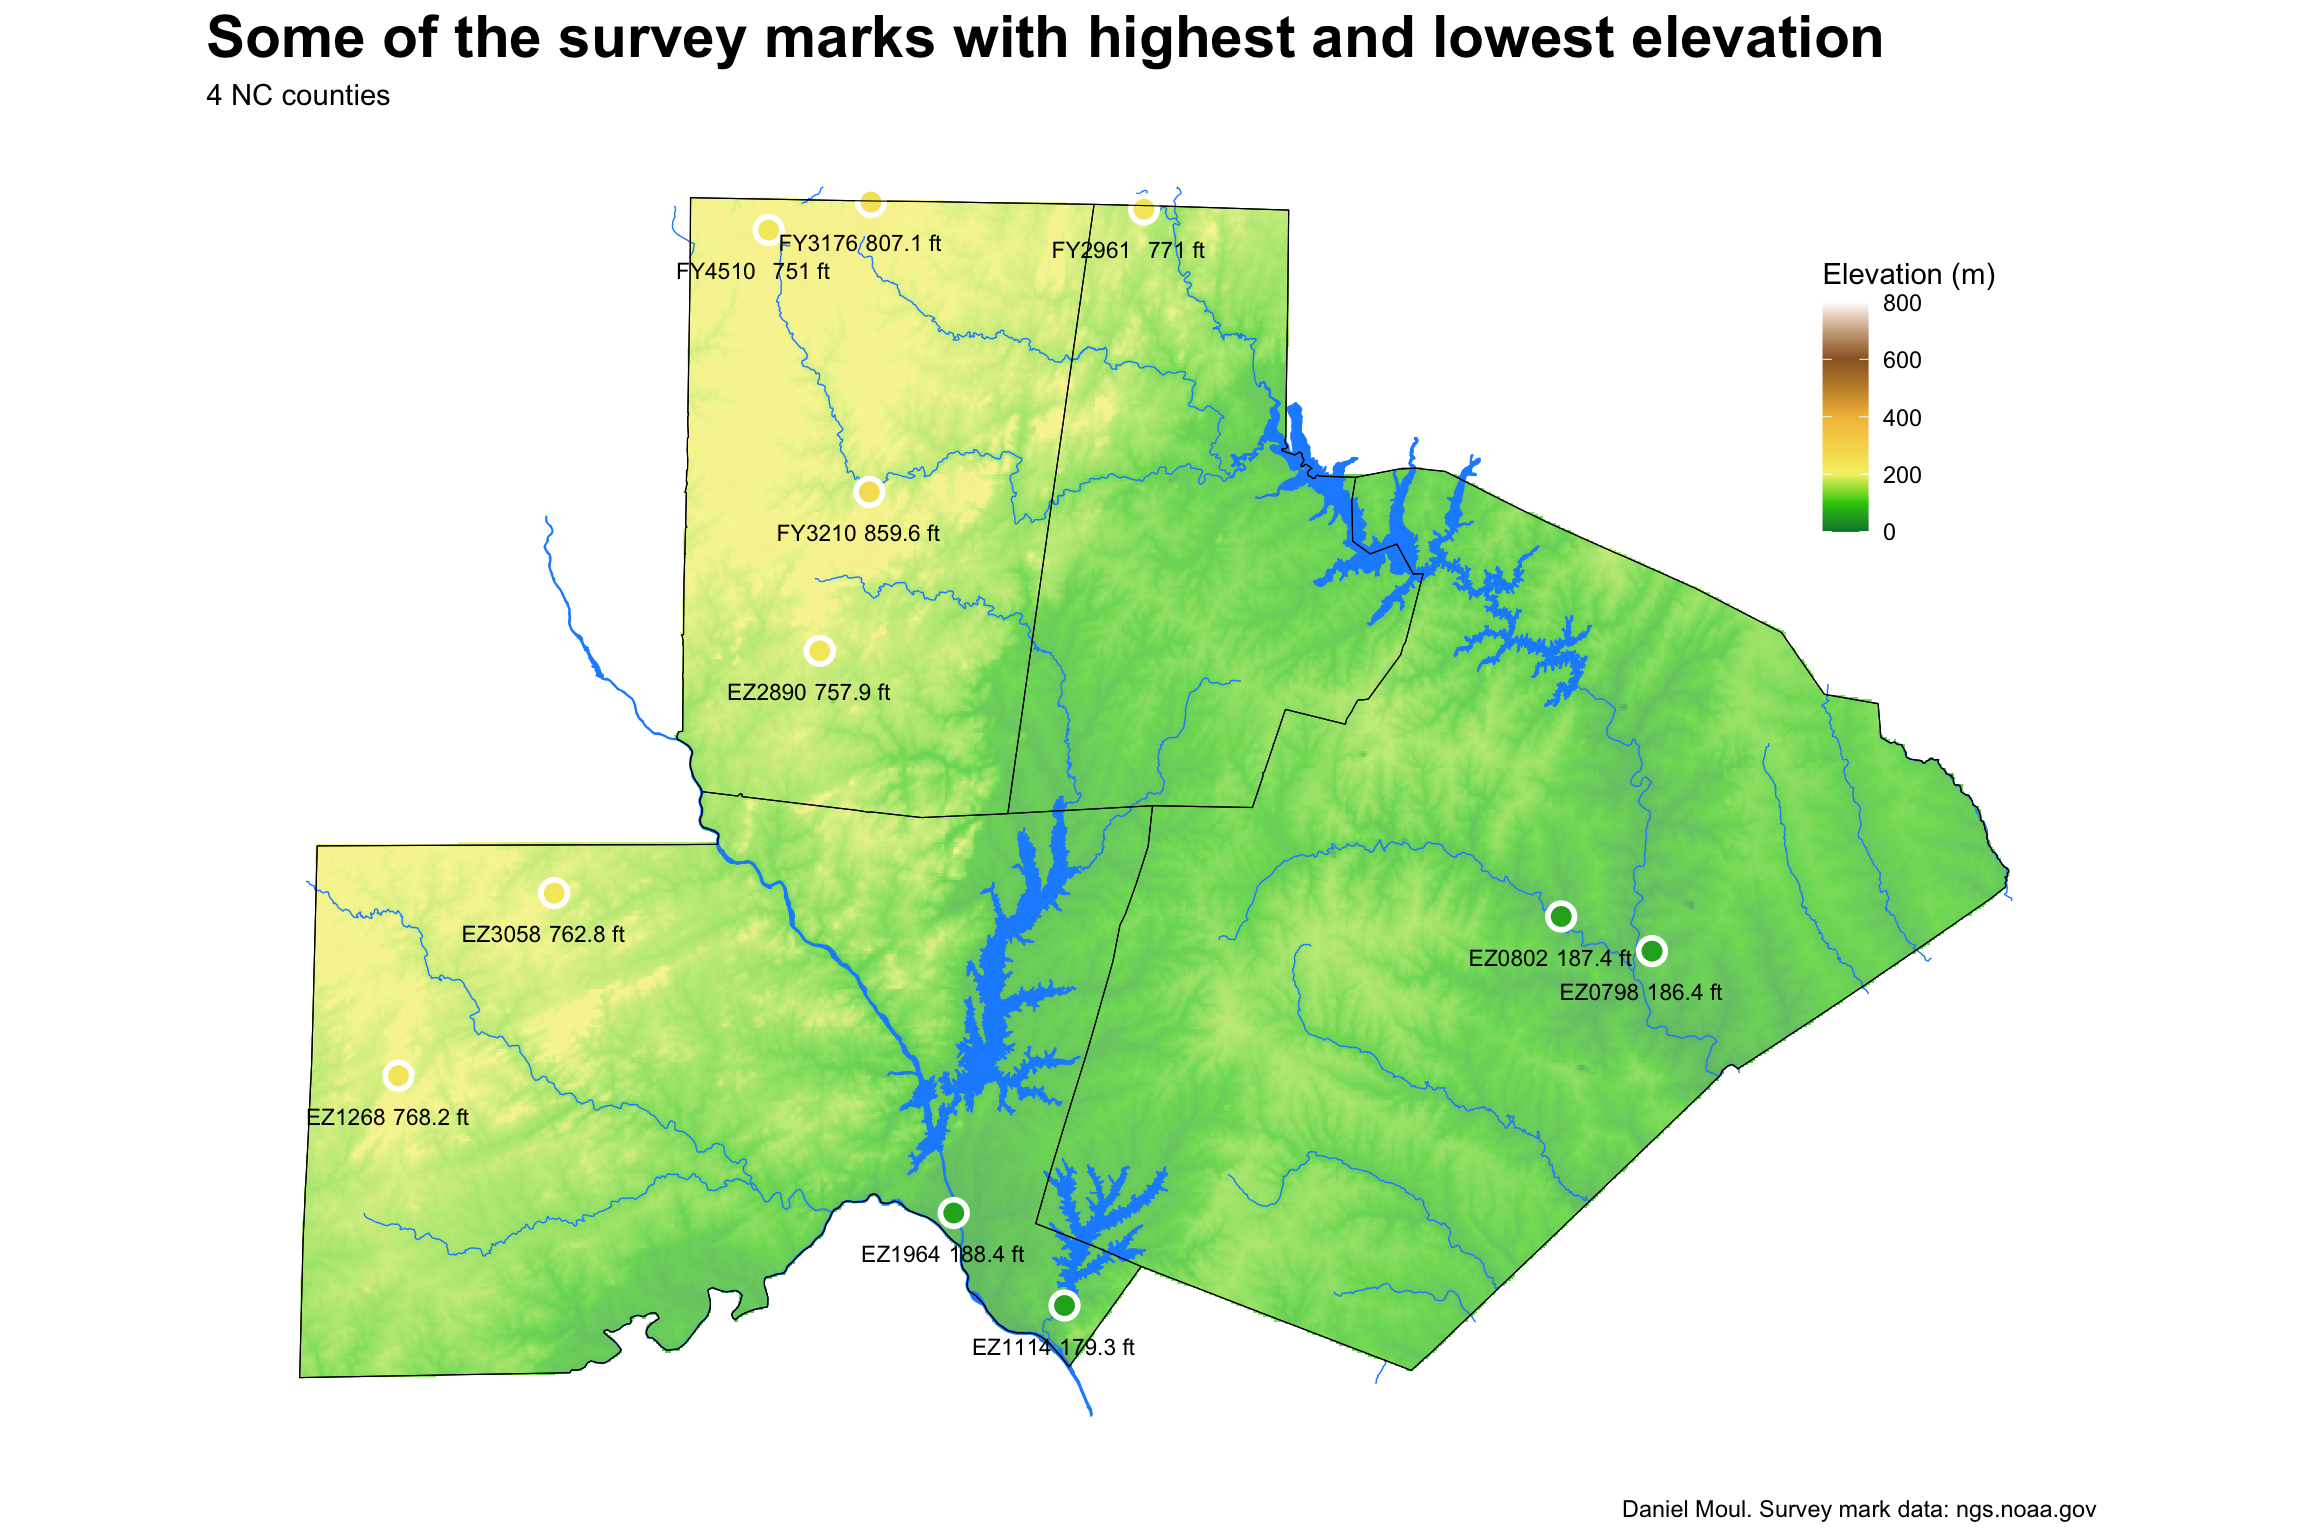 Some of the survey marks with highest and lowest elevation
4 NC counties
FY3176 807.1 ft
FY2961 771 ft
FY4510 751 ft
Elevation (m)
800
600
400
200
0
FY3210 859.6 ft
EZ2890 757.9 ft
EZ3058 762.8 ft
EZ0802 187.4 ft
EZ0798 186.4 ft
EZ1268 768.2 ft
EZ1964 188.4 ft
EZ1114 179.3 ft
Daniel Moul. Survey mark data: ngs.noaa.gov